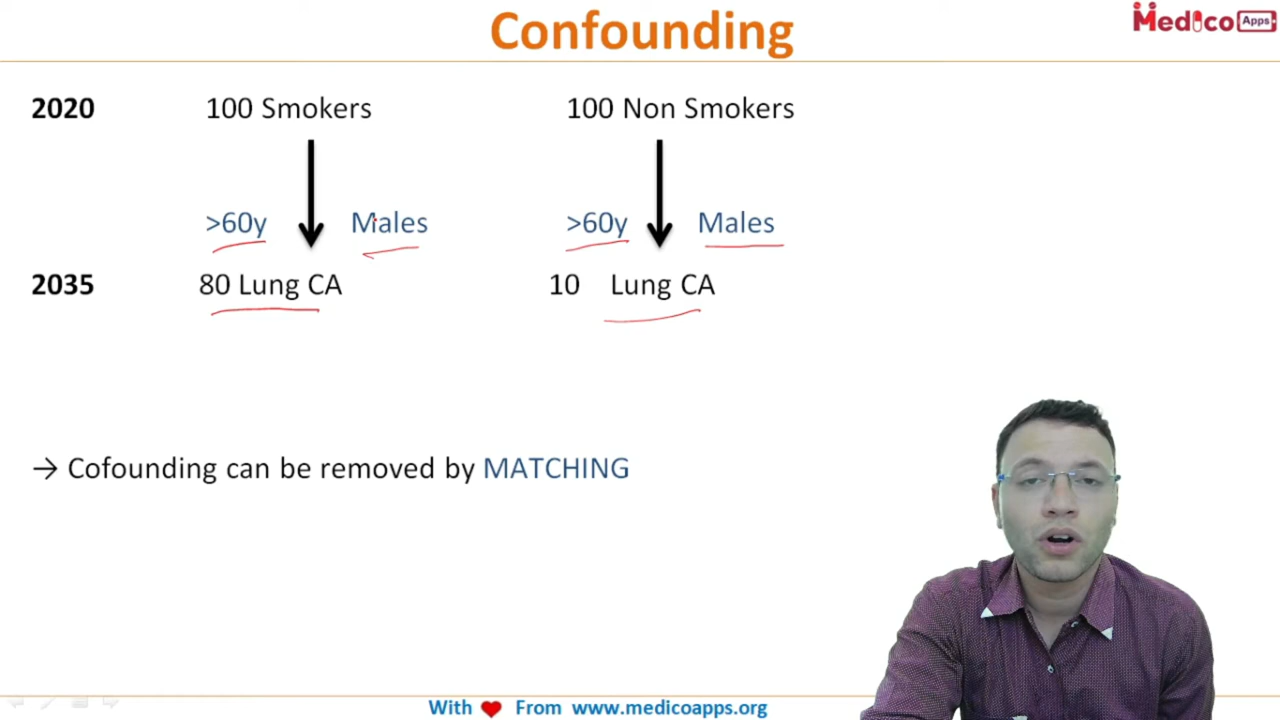 Confounding
Medico Apps
2020 100 Smokers 100 Non Smokers
>60y Males >60y Males
2035 80 Lung CA 10 Lung CA
→ Cofounding can be removed by MATCHING
With ❤ From www.medicoapps.org